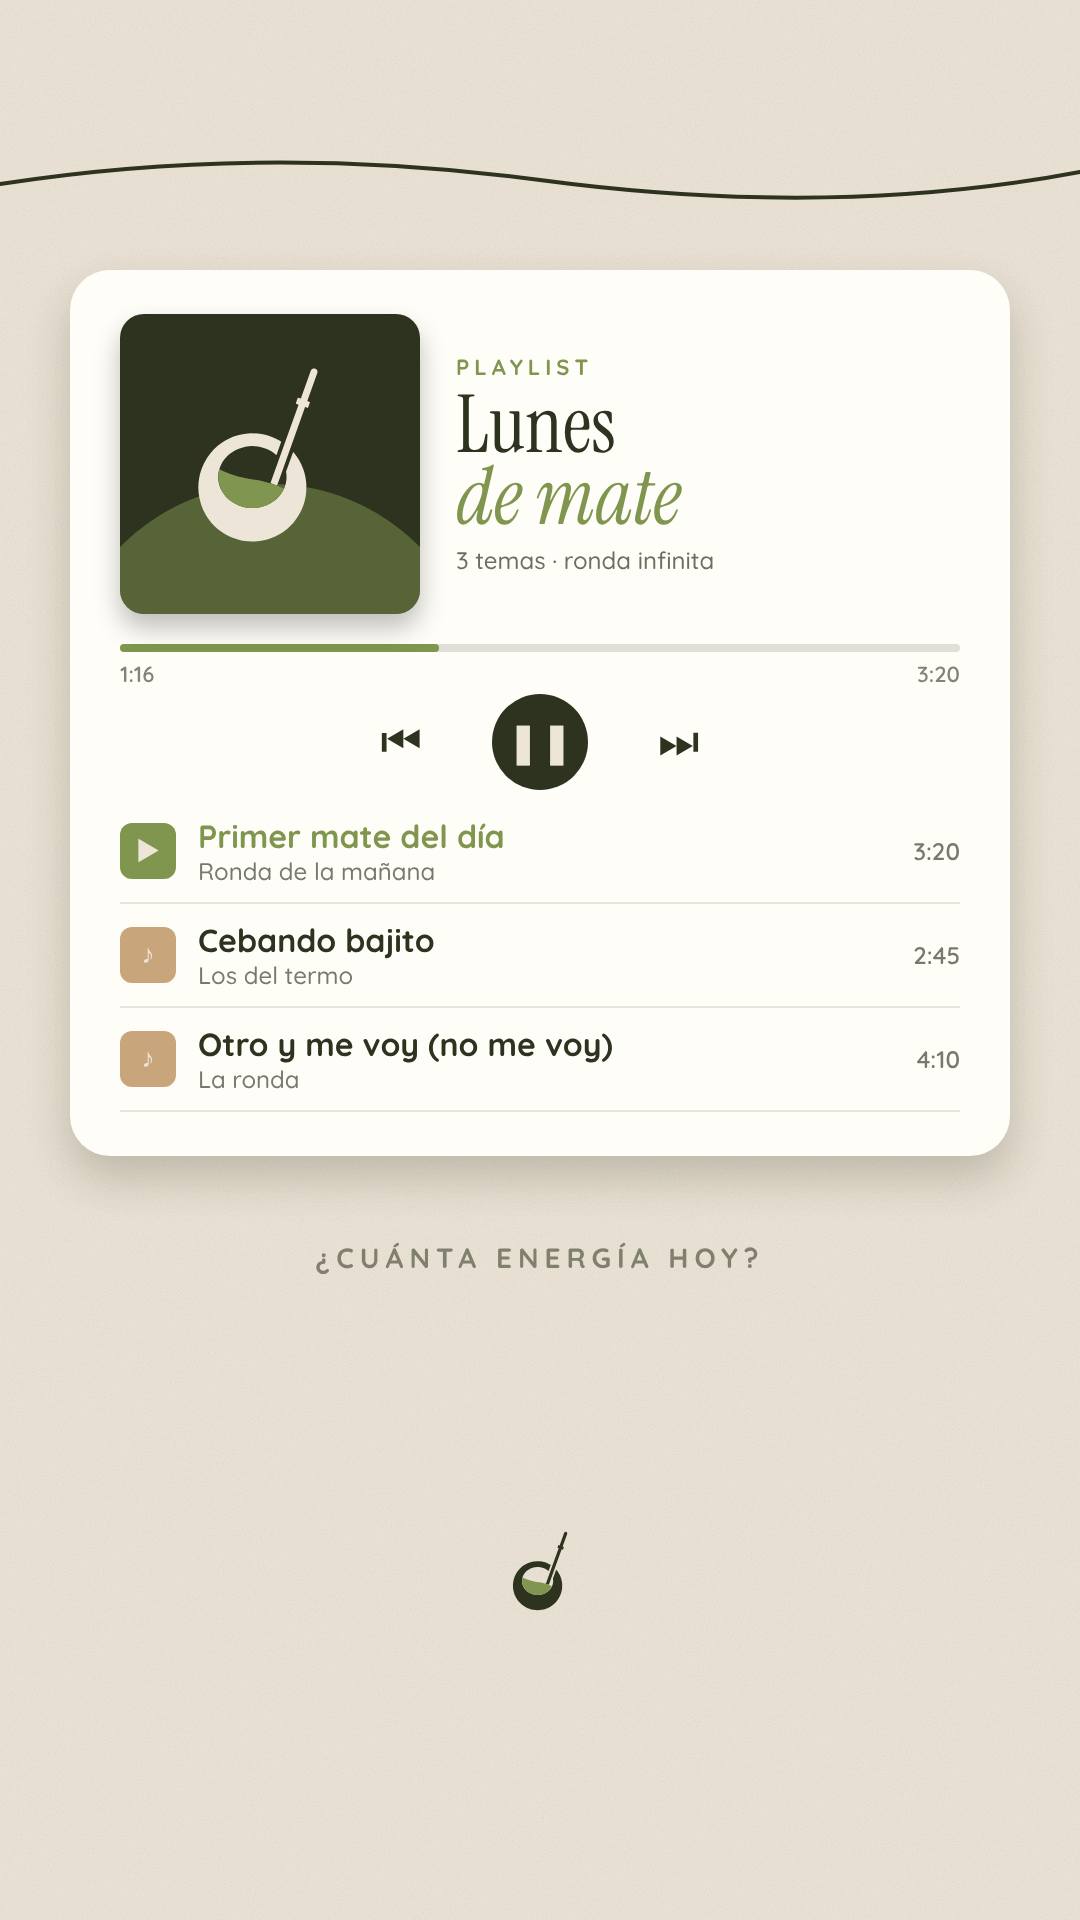 PLAYLIST
Lunes
de mate
3 temas · ronda infinita
1:16
3:20
Primer mate del día
Ronda de la mañana
3:20
Cebando bajito
Los del termo
2:45
Otro y me voy (no me voy)
La ronda
4:10
¿CUÁNTA ENERGÍA HOY?